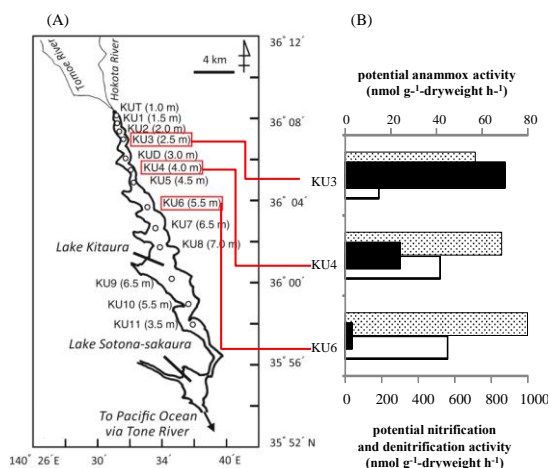 (A)
(B)
36° 12'
36° 08'
36° 04'
36° 00'
35° 56'
35° 52' N
140° 26'E
30'
34'
40'E
Tomoe River
Hokota River
4 km
KUT (1.0 m)
KU1 (1.5 m)
KU2 (2.0 m)
KU3 (2.5 m)
KUD (3.0 m)
KU4 (4.0 m)
KU5 (4.5 m)
KU6 (5.5 m)
KU7 (6.5 m)
KU8 (7.0 m)
Lake Kitaura
KU9 (6.5 m)
KU10 (5.5 m)
KU11 (3.5 m)
Lake Sotona-sakaura
To Pacific Ocean
via Tone River
potential anammox activity
(nmol g-1-dryweight h-1)
0 20 40 60 80
KU3
KU4
KU6
0 200 400 600 800 1000
potential nitrification
and denitrification activity
(nmol g-1-dryweight h-1)